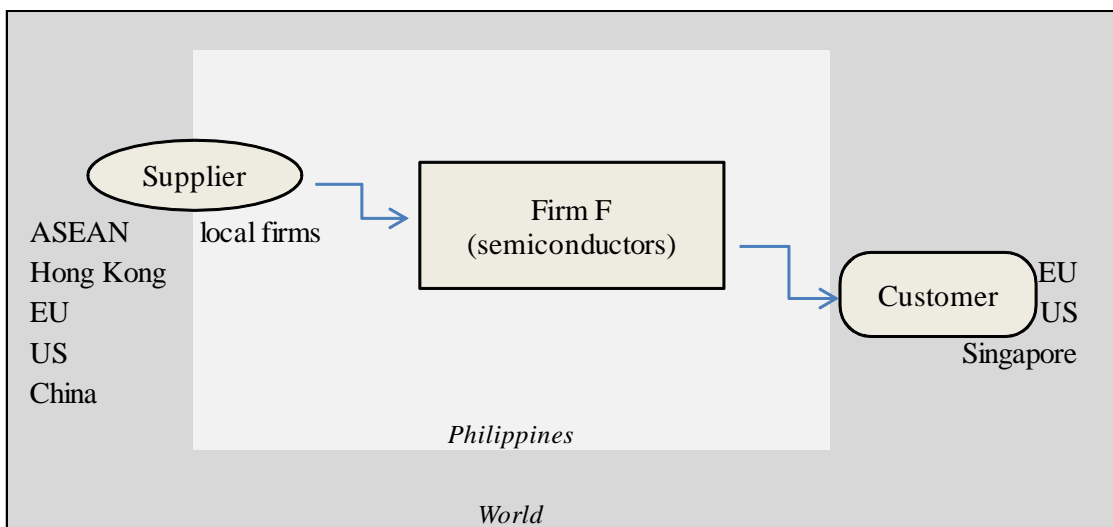 Supplier
ASEAN
Hong Kong
EU
US
China
local firms
Firm F
(semiconductors)
Customer
EU
US
Singapore
Philippines
World